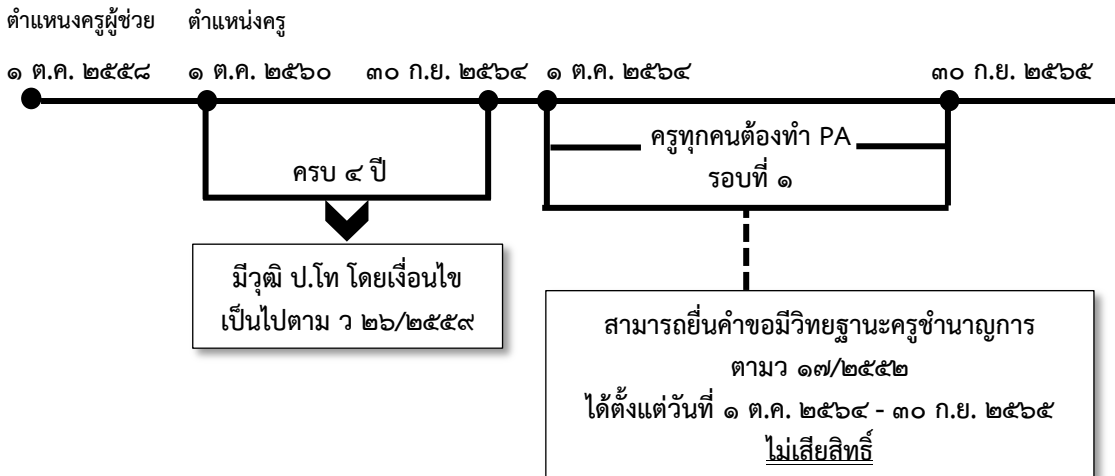 ตำแหนงครูผู้ช่วย ตำแหน่งครู
๑ ต.ค. ๒๕๕๘ ๑ ต.ค. ๒๕๖๐ ๓๐ ก.ย. ๒๕๖๔ ๑ ต.ค. ๒๕๖๔ ๓๐ ก.ย. ๒๕๖๕
ครบ ๔ ปี
ครูทุกคนต้องทำ PA
รอบที่ ๑
มีวุฒิ ป.โท โดยเงื่อนไข
เป็นไปตาม ว ๒๖/๒๕๕๙
สามารถยื่นคำขอมีวิทยฐานะครูชำนาญการ
ตามว ๑๗/๒๕๕๒
ได้ตั้งแต่วันที่ ๑ ต.ค. ๒๕๖๔ - ๓๐ ก.ย. ๒๕๖๕
ไม่เสียสิทธิ์